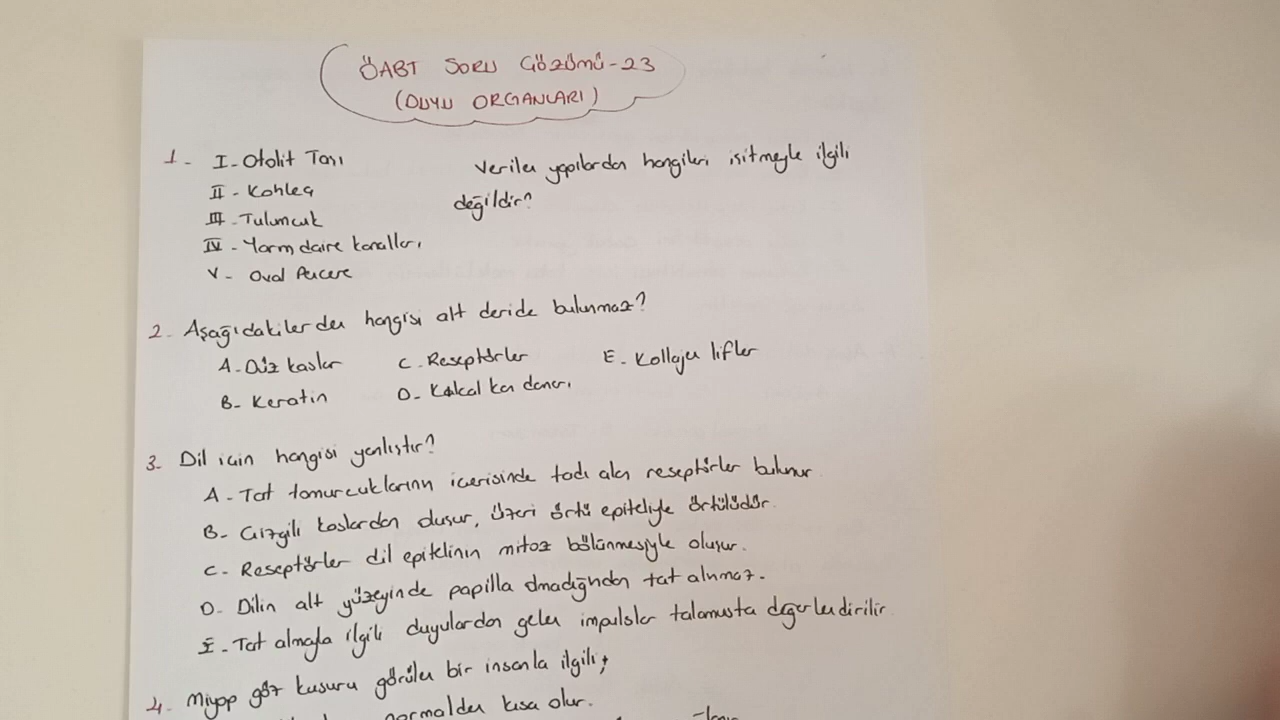 ÖABT SORU ÇÖZÜMÜ-23
(DUYU ORGANLARI)
1- I- Otolit Taşı
Verilen yapılardan hangileri işitmeyle ilgili
değildir?
II - Kohlea
III - Tulumcuk
IV - Yarım daire kanalları
V- Oval Pencere
2- Aşağıdakilerden hangisi alt deride bulunmaz?
A- Düz kaslar C- Reseptörler E- Kollajen lifler
B- Keratin D- Kılcal kan damarı
3- Dil için hangisi yanlıştır?
A- Tat tomurcuklarının içerisinde tadı alan reseptörler bulunur.
B- Çizgili kaslardan oluşur, üzeri örtü epiteliyle örtülüdür.
C- Reseptörler dil epitelinin mitoz bölünmesiyle oluşur.
D- Dilin alt yüzeyinde papilla olmadığından tat alınmaz.
E- Tat almayla ilgili duyulardan gelen impulslar talamusta değerlendirilir.
4- Miyop göz kusuru görülen bir insanla ilgili;
normalden kısa olur.